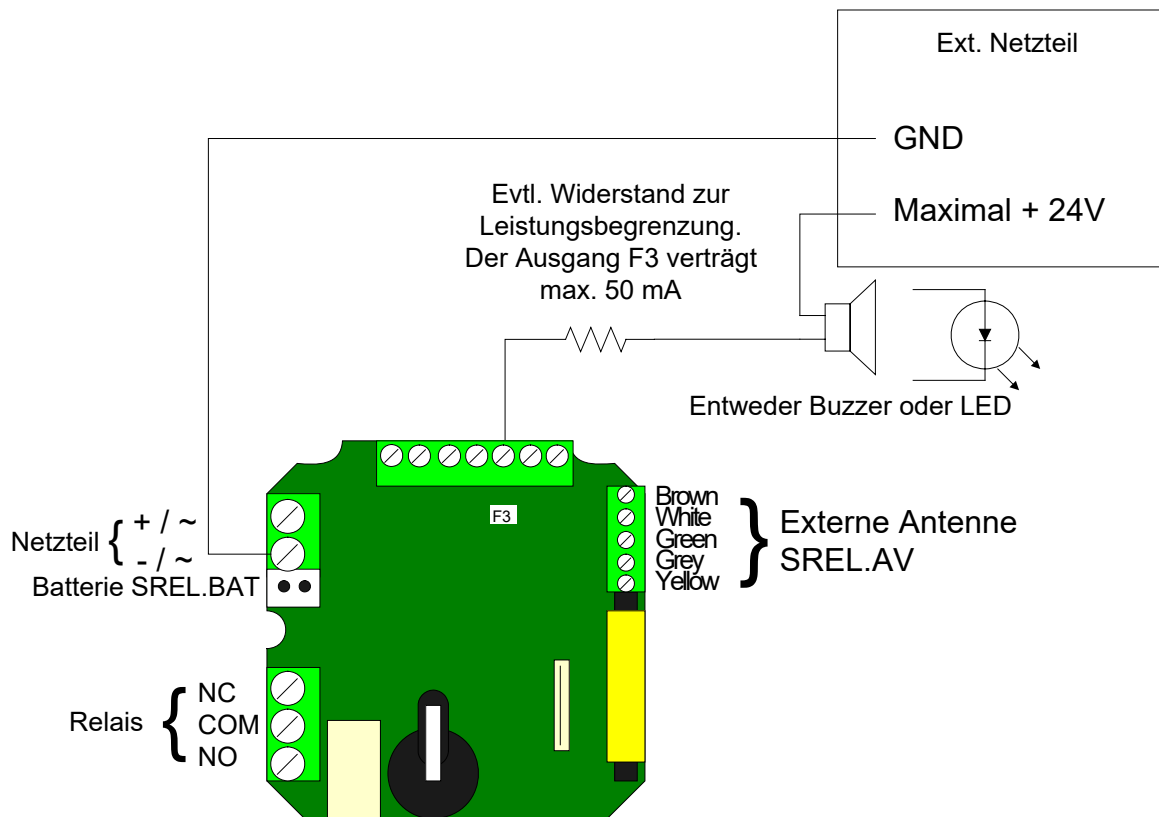 Ext. Netzteil
GND
Maximal + 24V
Evtl. Widerstand zur
Leistungsbegrenzung.
Der Ausgang F3 verträgt
max. 50 mA
Entweder Buzzer oder LED
F3
Netzteil { + / ~
- / ~
Batterie SREL.BAT
Brown
White
Green
Grey
Yellow
} Externe Antenne
SREL.AV
Relais { NC
COM
NO